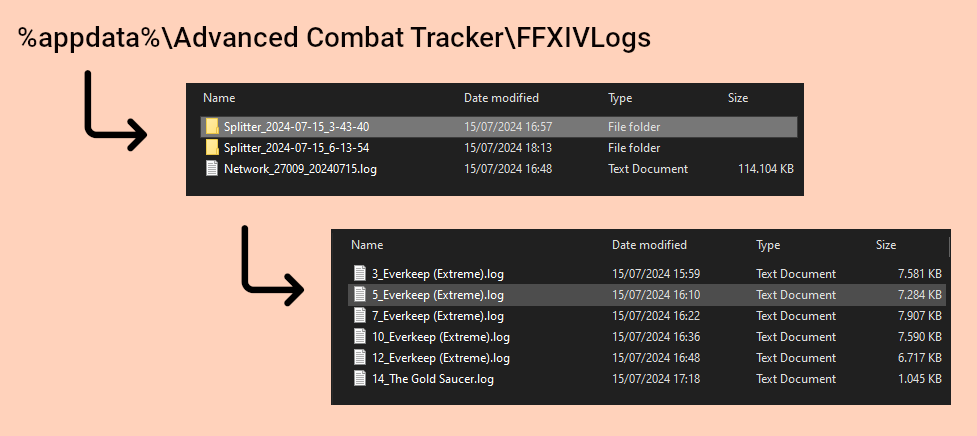 %appdata%\Advanced Combat Tracker\FFXIVLogs
Name Date modified Type Size
Splitter_2024-07-15_3-43-40 15/07/2024 16:57 File folder
Splitter_2024-07-15_6-13-54 15/07/2024 18:13 File folder
Network_27009_20240715.log 15/07/2024 16:48 Text Document 114.104 KB
Name Date modified Type Size
3_Everkeep (Extreme).log 15/07/2024 15:59 Text Document 7.581 KB
5_Everkeep (Extreme).log 15/07/2024 16:10 Text Document 7.284 KB
7_Everkeep (Extreme).log 15/07/2024 16:22 Text Document 7.907 KB
10_Everkeep (Extreme).log 15/07/2024 16:36 Text Document 7.590 KB
12_Everkeep (Extreme).log 15/07/2024 16:48 Text Document 6.717 KB
14_The Gold Saucer.log 15/07/2024 17:18 Text Document 1.045 KB